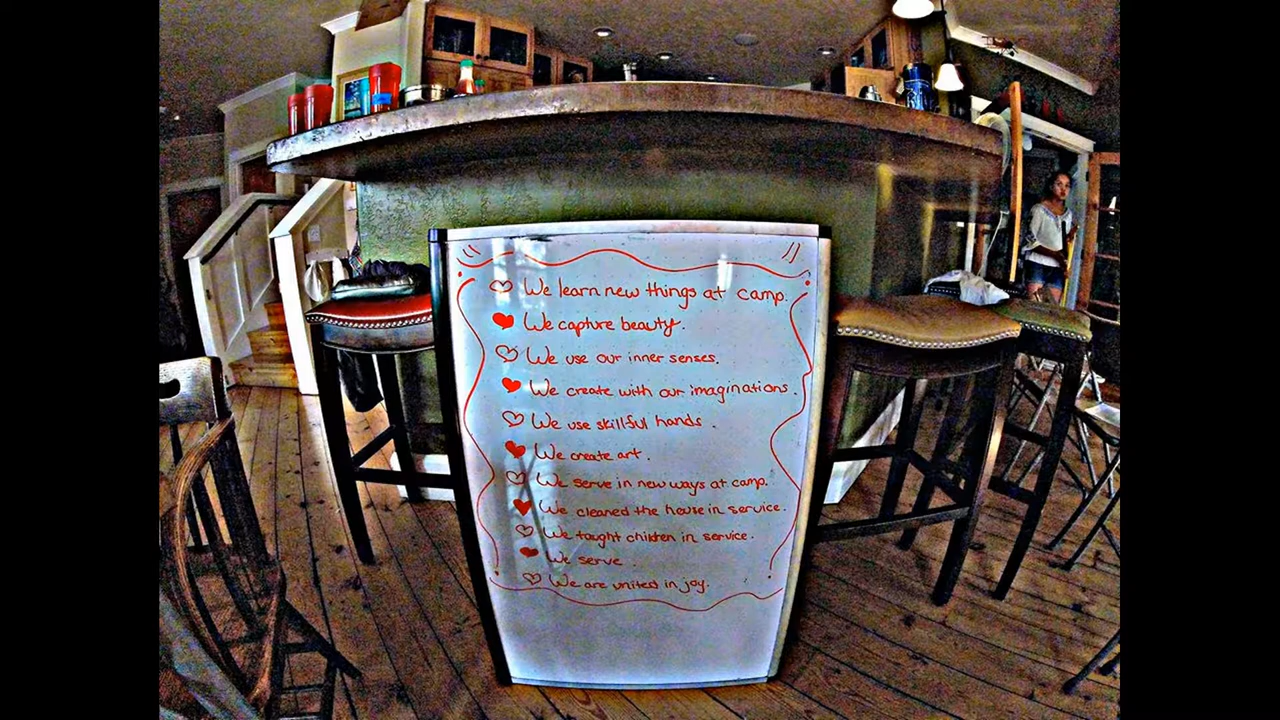 We learn new things at camp.
We capture beauty.
We use our inner senses.
We create with our imaginations.
We use skillful hands.
We create art.
We serve in new ways at camp.
We cleaned the house in service.
We taught children in service.
We serve.
We are united in joy.